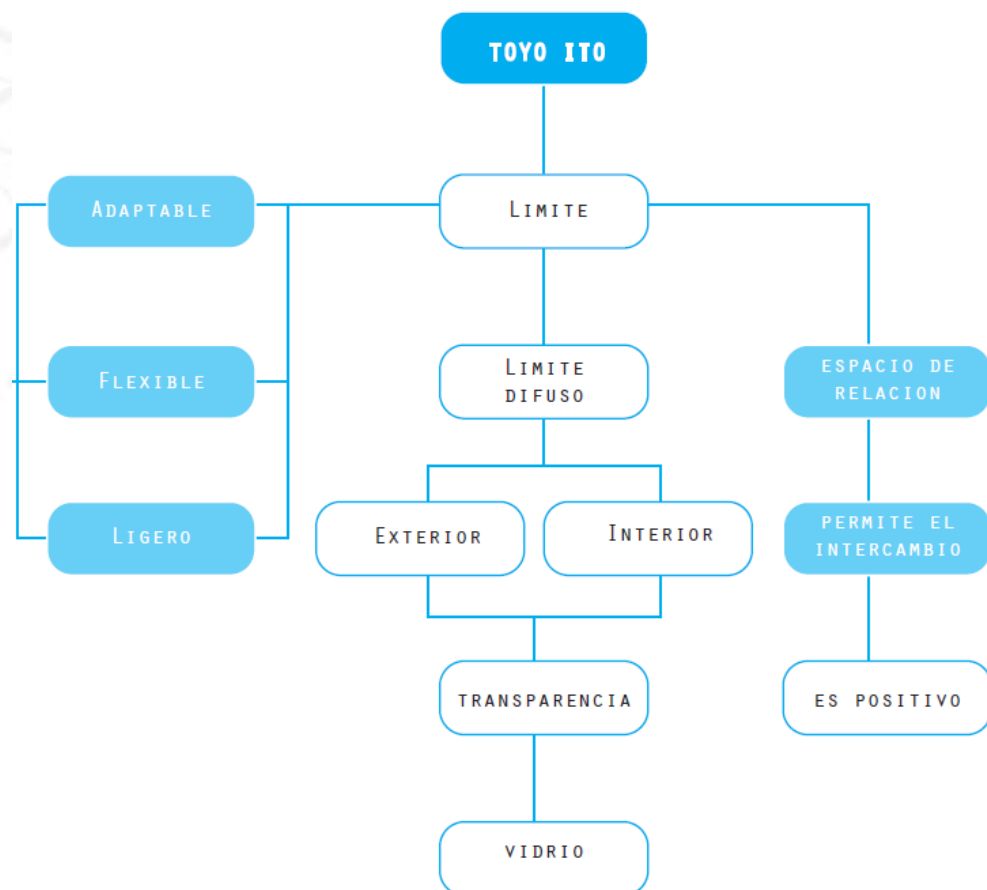 TOYO ITO
ADAPTABLE
LIMITE
FLEXIBLE
LIMITE
DIFUSO
ESPACIO DE
RELACION
LIGERO
EXTERIOR
INTERIOR
PERMITE EL
INTERCAMBIO
TRANSPARENCIA
ES POSITIVO
VIDRIO